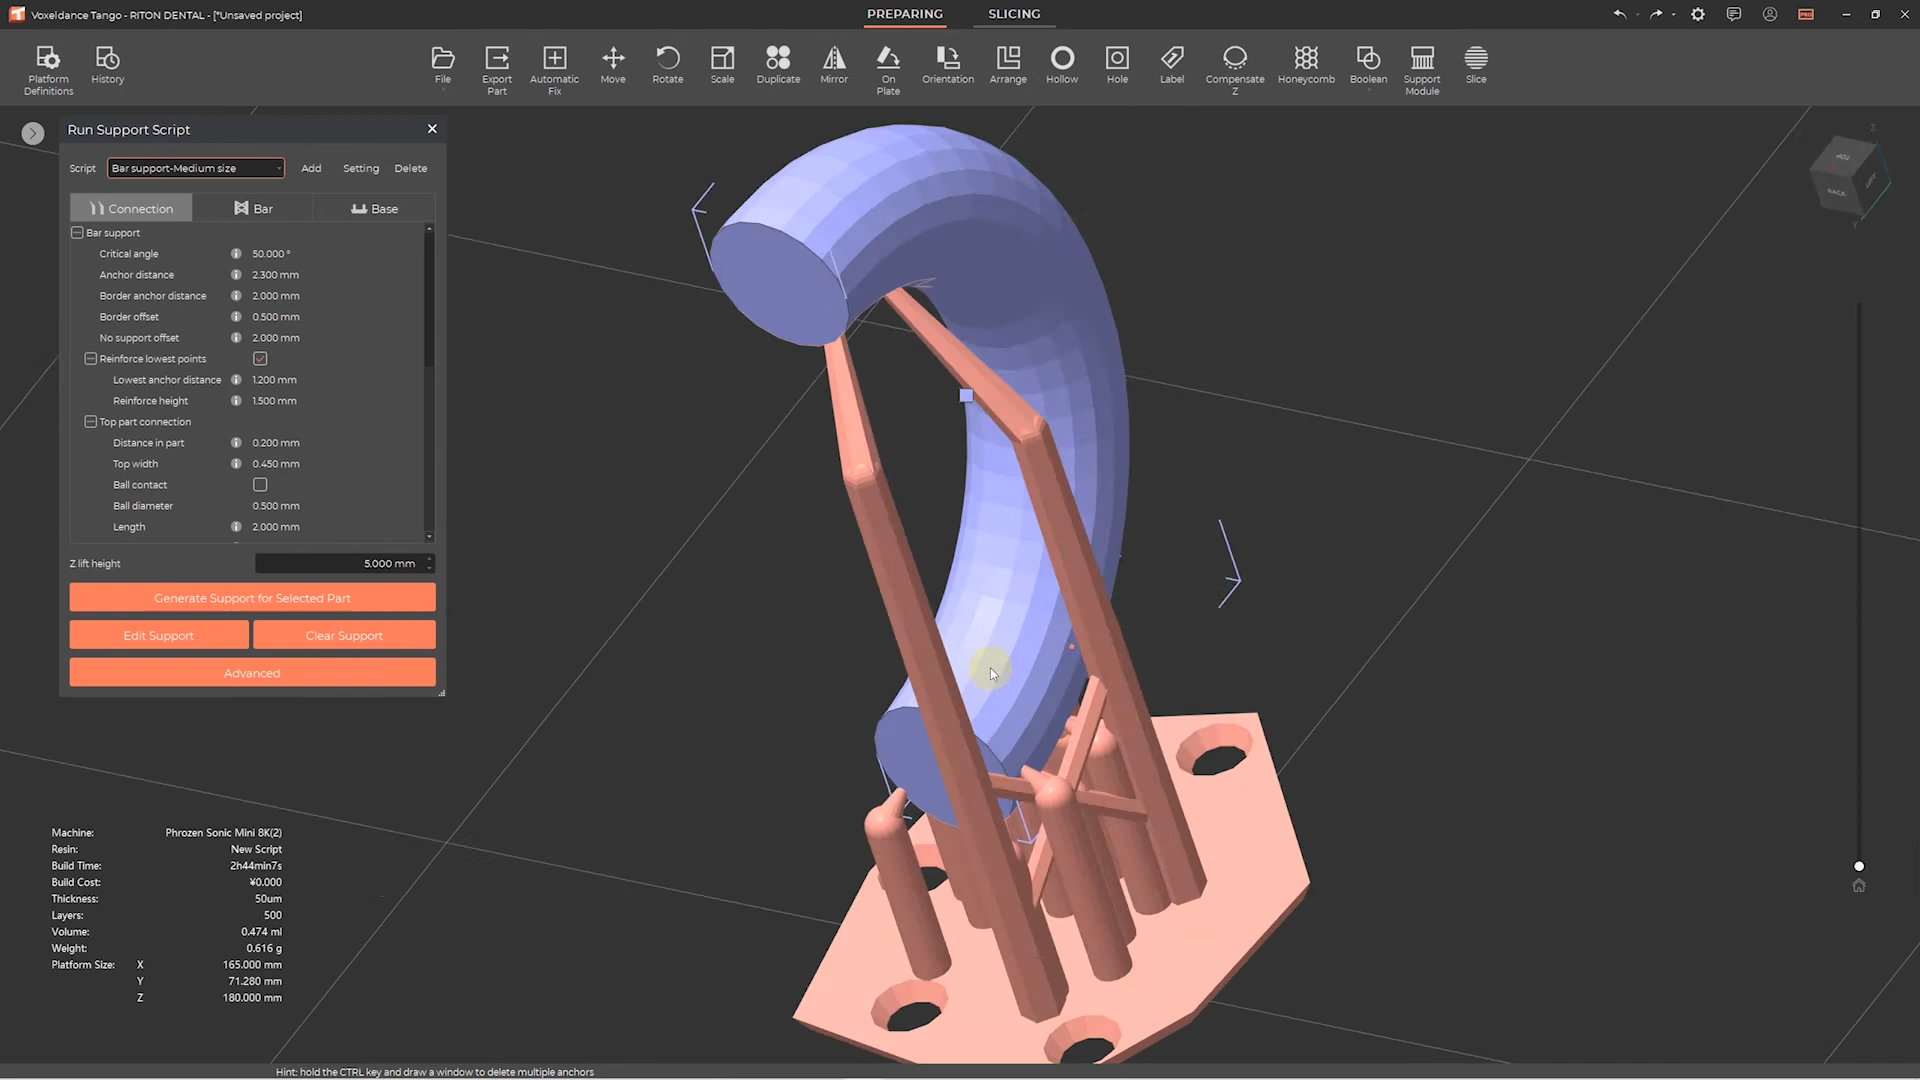 Voxeldance Tango - RITON DENTAL - [*Unsaved project]
PREPARING
SLICING
Platform Definitions
History
File
Export Part
Automatic Fix
Move
Rotate
Scale
Duplicate
Mirror
On Plate
Orientation
Arrange
Hollow
Hole
Label
Compensate Z
Honeycomb
Boolean
Support Module
Slice
PRO
Run Support Script
Script Bar support-Medium size Add Setting Delete
Connection Bar Base
Bar support
Critical angle 50.000 °
Anchor distance 2.300 mm
Border anchor distance 2.000 mm
Border offset 0.500 mm
No support offset 2.000 mm
Reinforce lowest points
Lowest anchor distance 1.200 mm
Reinforce height 1.500 mm
Top part connection
Distance in part 0.200 mm
Top width 0.450 mm
Ball contact
Ball diameter 0.500 mm
Length 2.000 mm
Z lift height 5.000 mm
Generate Support for Selected Part
Edit Support Clear Support
Advanced
Z
TOP
BACK LEFT
Y
Machine: Phrozen Sonic Mini 8K(2)
Resin: New Script
Build Time: 2h44min7s
Build Cost: ¥0.000
Thickness: 50um
Layers: 500
Volume: 0.474 ml
Weight: 0.616 g
Platform Size: X 165.000 mm
Y 71.280 mm
Z 180.000 mm
Hint: hold the CTRL key and draw a window to delete multiple anchors